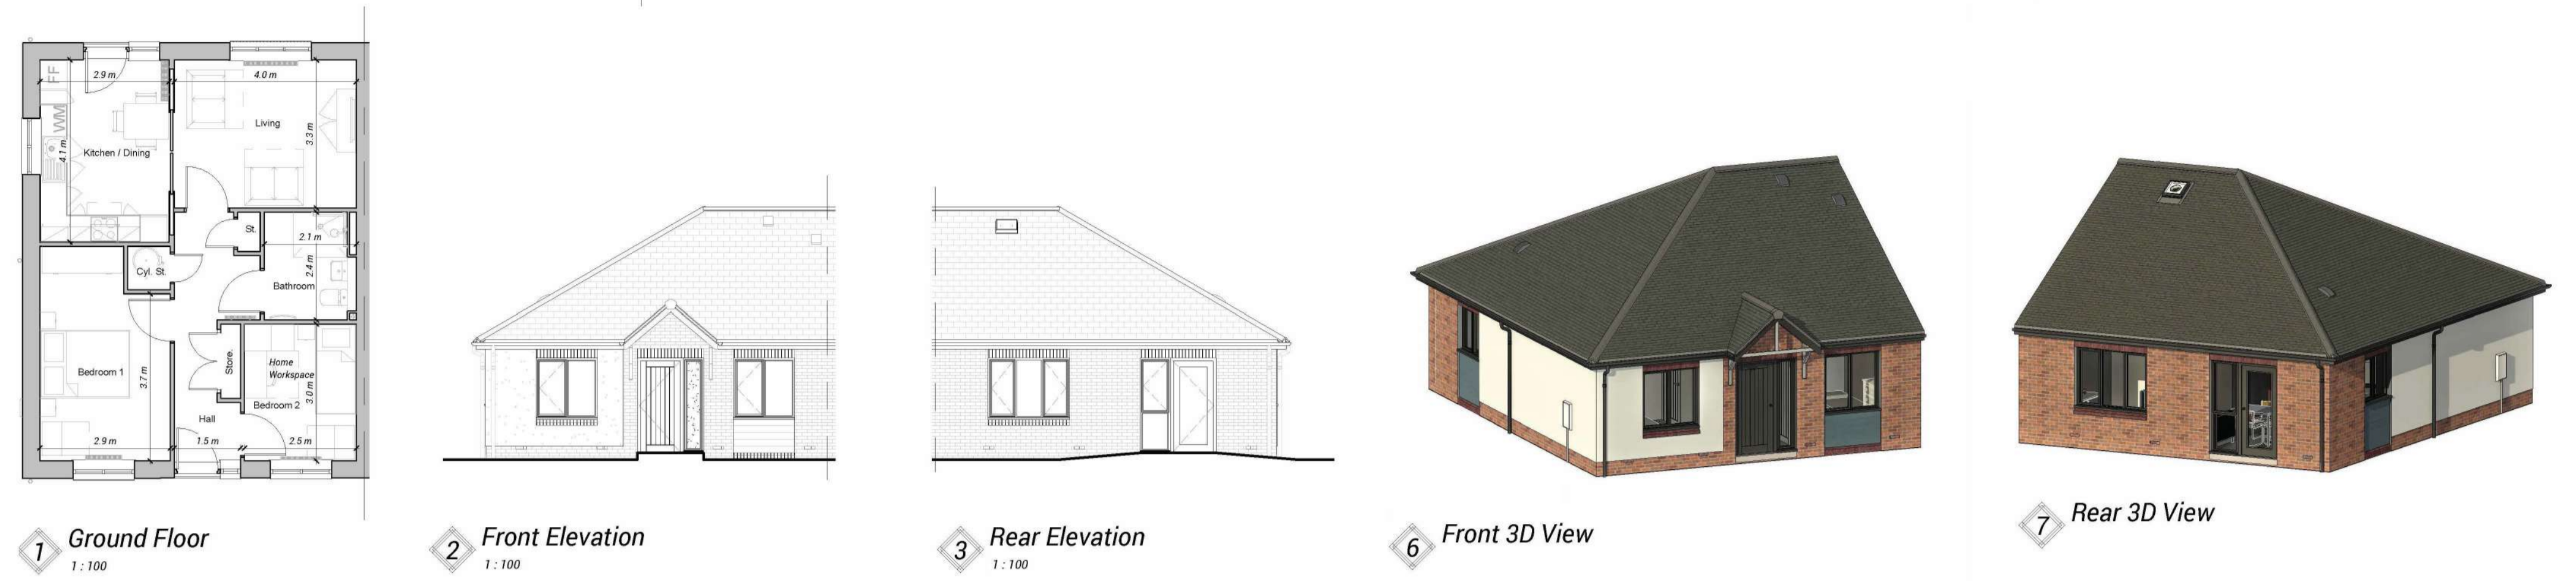 2.9 m
4.0 m
FF
WM
Living
3.3 m
4.1 m
Kitchen / Dining
St.
2.1 m
Cyl. St.
2.4 m
Bathroom
Bedroom 1
3.7 m
Store.
Home
Workspace
3.0 m
Bedroom 2
Hall
2.9 m
1.5 m
2.5 m
1
Ground Floor
1 : 100
2
Front Elevation
1 : 100
3
Rear Elevation
1 : 100
6
Front 3D View
7
Rear 3D View